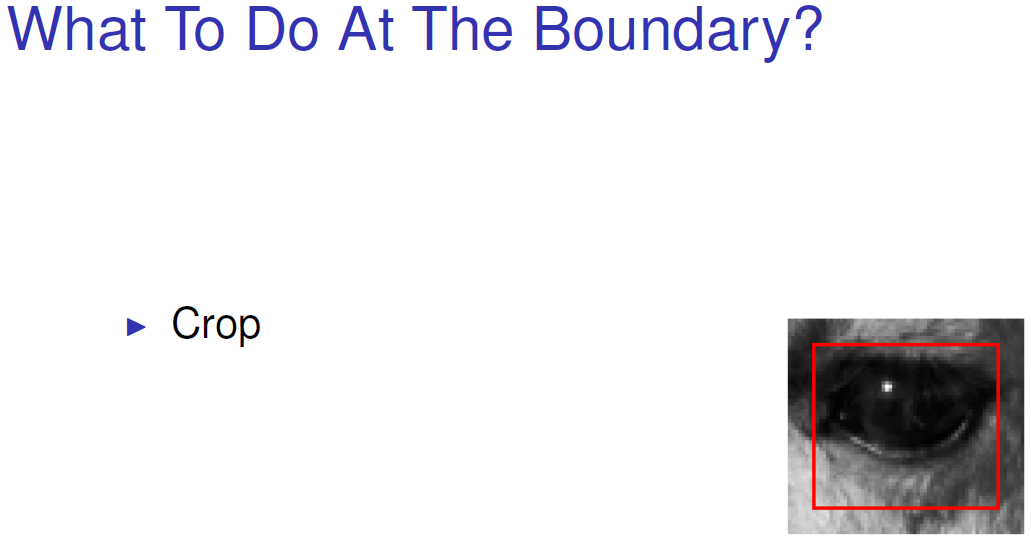 What To Do At The Boundary?
► Crop